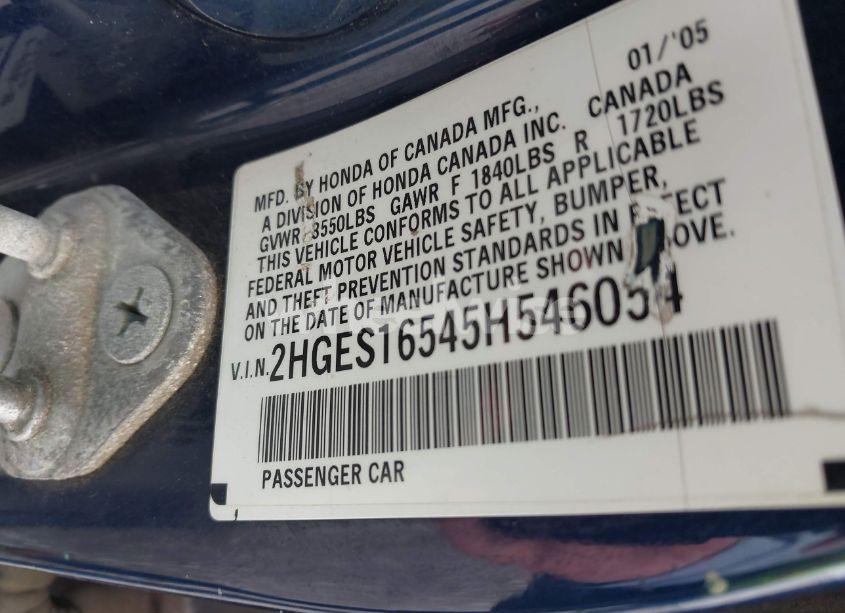 01/'05
MFD. BY HONDA OF CANADA MFG.,
A DIVISION OF HONDA CANADA INC. CANADA
GVWR 3550LBS GAWR F 1840LBS R 1720LBS
THIS VEHICLE CONFORMS TO ALL APPLICABLE
FEDERAL MOTOR VEHICLE SAFETY, BUMPER,
AND THEFT PREVENTION STANDARDS IN EFFECT
ON THE DATE OF MANUFACTURE SHOWN
V.I.N. 2HGES16545H546054
PASSENGER CAR